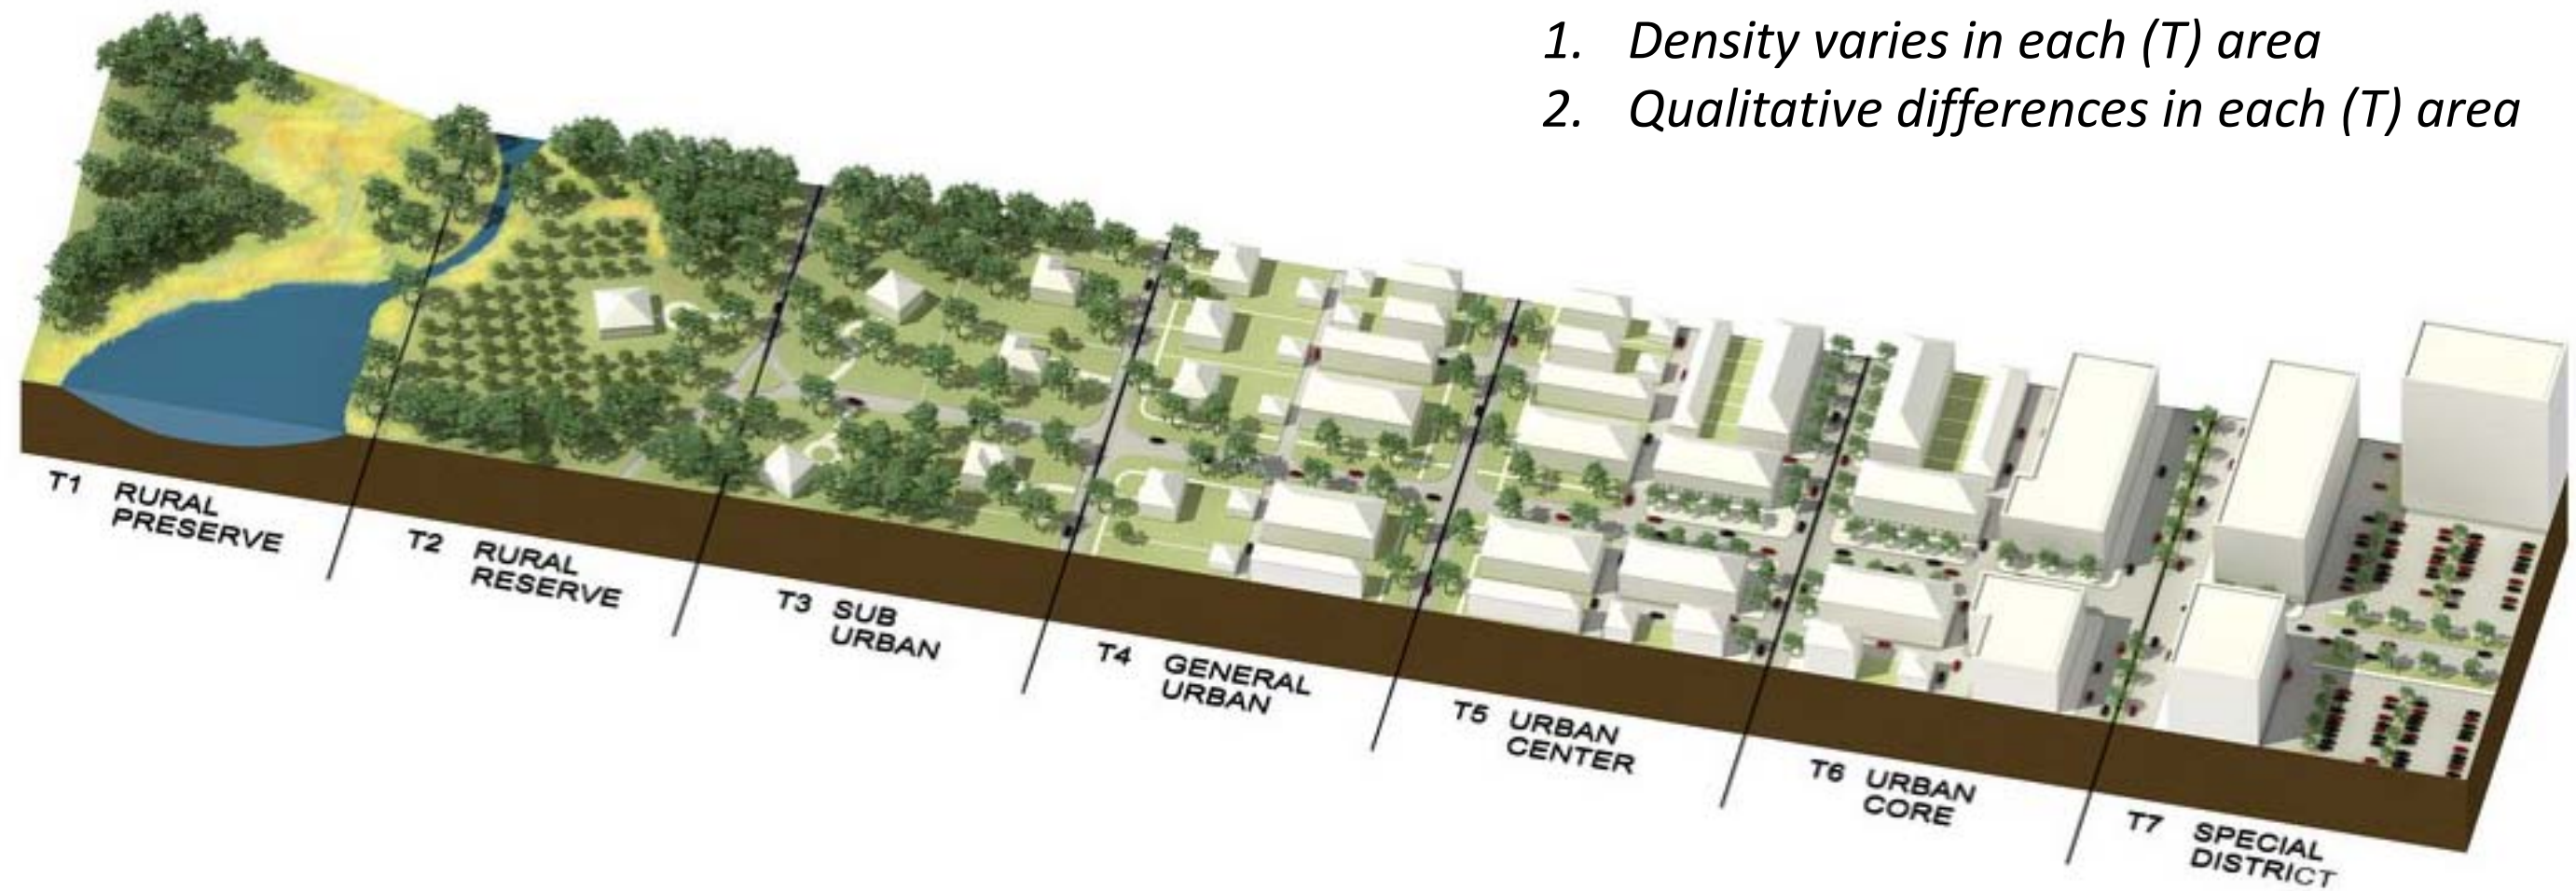 1. Density varies in each (T) area
2. Qualitative differences in each (T) area
T1 RURAL
PRESERVE
T2 RURAL
RESERVE
T3 SUB
URBAN
T4 GENERAL
URBAN
T5 URBAN
CENTER
T6 URBAN
CORE
T7 SPECIAL
DISTRICT